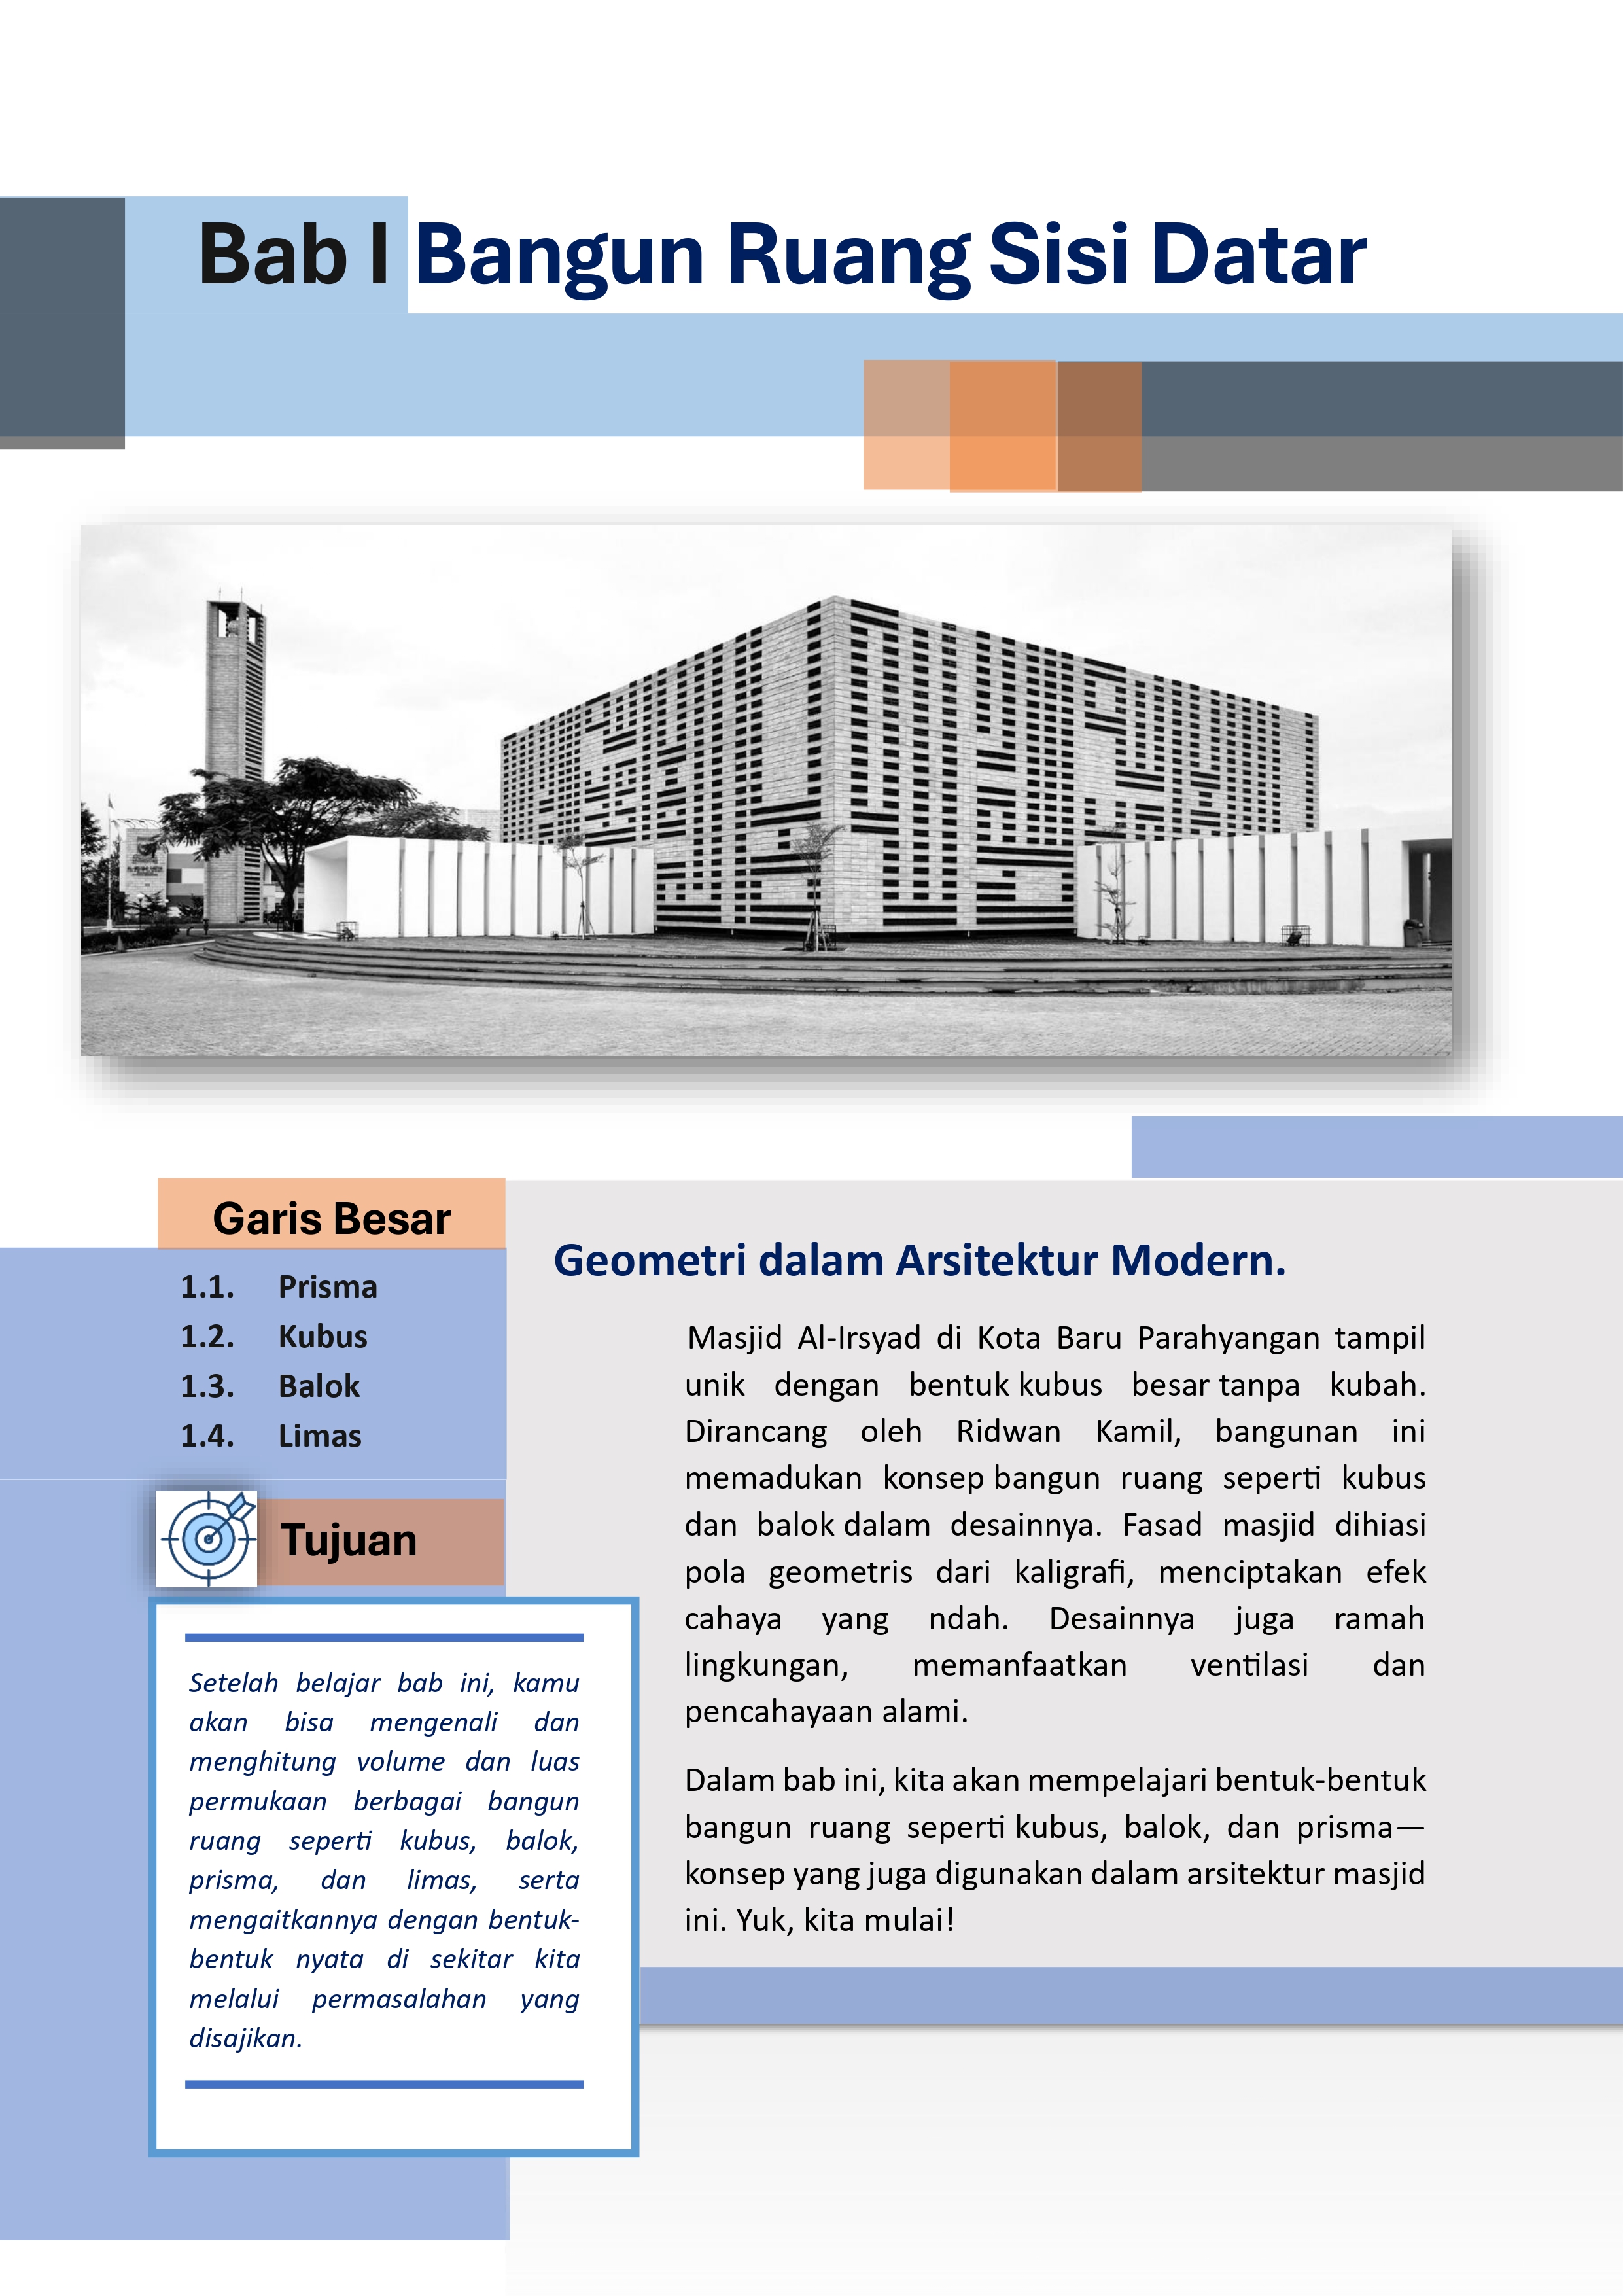 Bab I Bangun Ruang Sisi Datar
Garis Besar
1.1. Prisma
1.2. Kubus
1.3. Balok
1.4. Limas
Tujuan
Setelah belajar bab ini, kamu
akan bisa mengenali dan
menghitung volume dan luas
permukaan berbagai bangun
ruang seperti kubus, balok,
prisma, dan limas, serta
mengaitkannya dengan bentuk-
bentuk nyata di sekitar kita
melalui permasalahan yang
disajikan.
Geometri dalam Arsitektur Modern.
Masjid Al-Irsyad di Kota Baru Parahyangan tampil
unik dengan bentuk kubus besar tanpa kubah.
Dirancang oleh Ridwan Kamil, bangunan ini
memadukan konsep bangun ruang seperti kubus
dan balok dalam desainnya. Fasad masjid dihiasi
pola geometris dari kaligrafi, menciptakan efek
cahaya yang ndah. Desainnya juga ramah
lingkungan, memanfaatkan ventilasi dan
pencahayaan alami.
Dalam bab ini, kita akan mempelajari bentuk-bentuk
bangun ruang seperti kubus, balok, dan prisma—
konsep yang juga digunakan dalam arsitektur masjid
ini. Yuk, kita mulai!